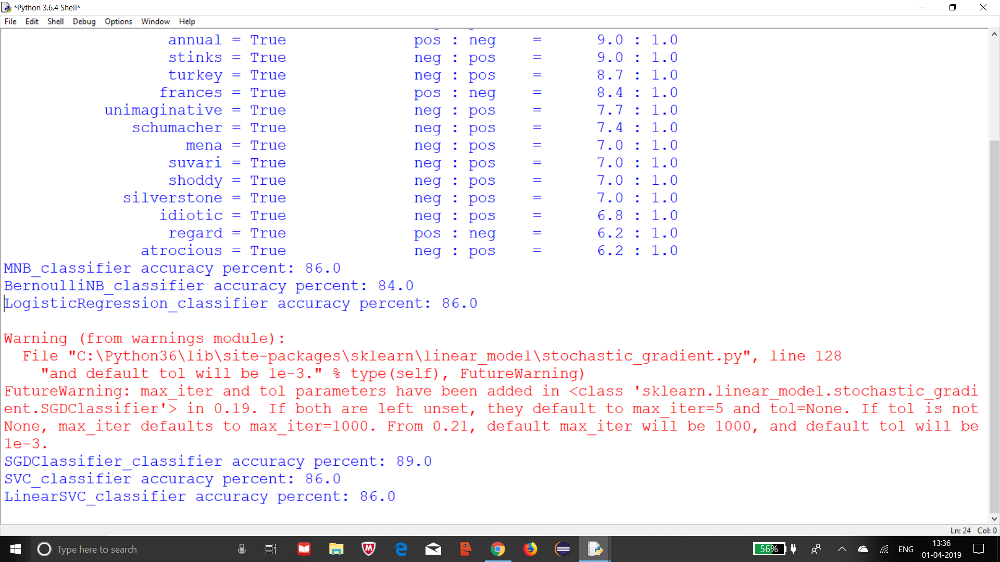 *Python 3.6.4 Shell*
File Edit Shell Debug Options Window Help
annual = True pos : neg = 9.0 : 1.0
stinks = True neg : pos = 9.0 : 1.0
turkey = True neg : pos = 8.7 : 1.0
frances = True pos : neg = 8.4 : 1.0
unimaginative = True neg : pos = 7.7 : 1.0
schumacher = True neg : pos = 7.4 : 1.0
mena = True neg : pos = 7.0 : 1.0
suvari = True neg : pos = 7.0 : 1.0
shoddy = True neg : pos = 7.0 : 1.0
silverstone = True neg : pos = 7.0 : 1.0
idiotic = True neg : pos = 6.8 : 1.0
regard = True pos : neg = 6.2 : 1.0
atrocious = True neg : pos = 6.2 : 1.0
MNB_classifier accuracy percent: 86.0
BernoulliNB_classifier accuracy percent: 84.0
LogisticRegression_classifier accuracy percent: 86.0
Warning (from warnings module):
File "C:\Python36\lib\site-packages\sklearn\linear_model\stochastic_gradient.py", line 128
"and default tol will be 1e-3." % type(self), FutureWarning)
FutureWarning: max_iter and tol parameters have been added in <class 'sklearn.linear_model.stochastic_gradi
ent.SGDClassifier'> in 0.19. If both are left unset, they default to max_iter=5 and tol=None. If tol is not
None, max_iter defaults to max_iter=1000. From 0.21, default max_iter will be 1000, and default tol will be
1e-3.
SGDClassifier_classifier accuracy percent: 89.0
SVC_classifier accuracy percent: 86.0
LinearSVC_classifier accuracy percent: 86.0
Ln: 24 Col: 0
Type here to search
56%
ENG
13:36
01-04-2019